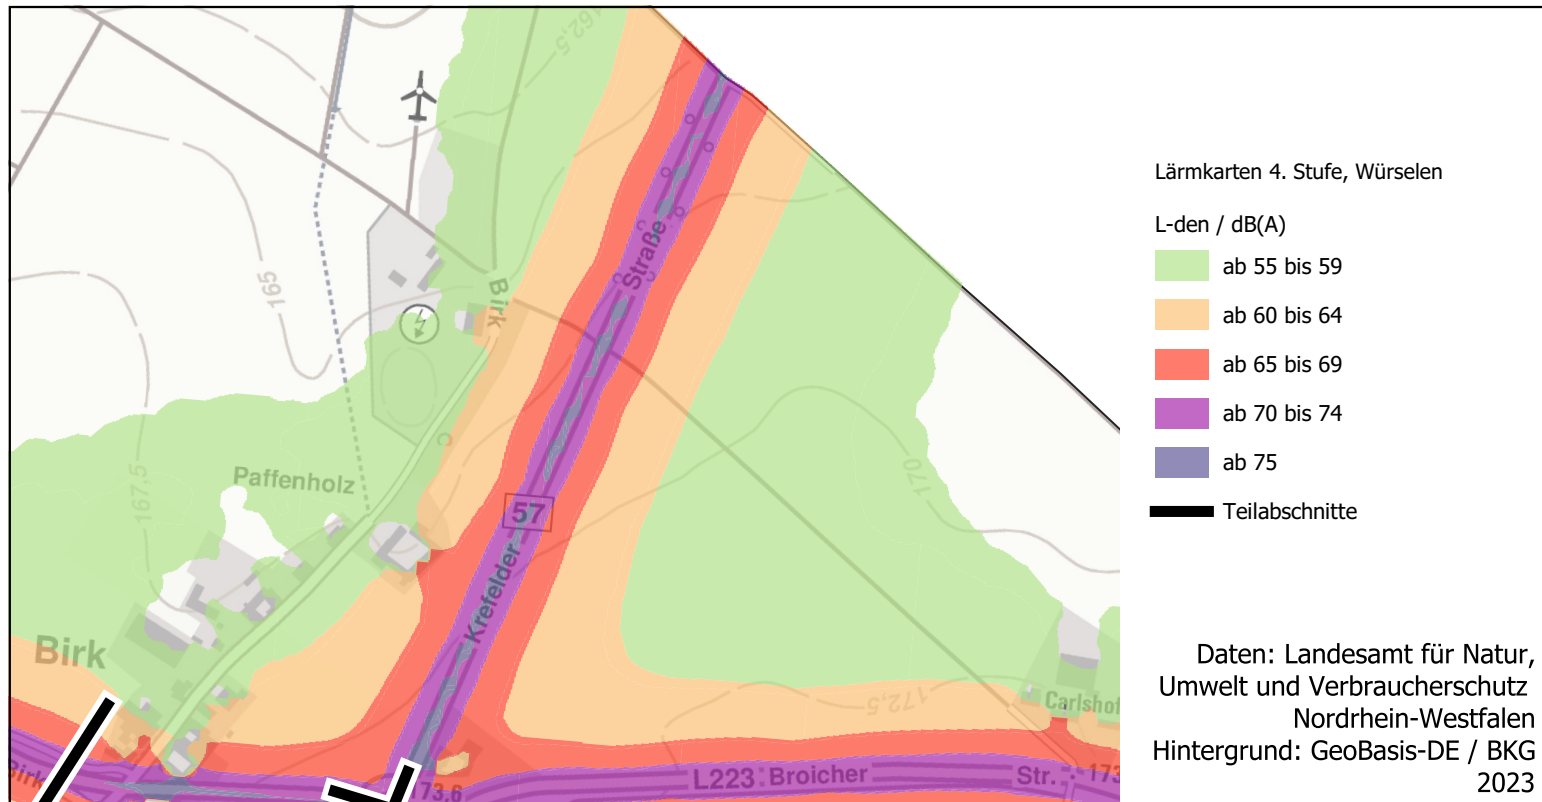 162,5
Birk
165
Straße
Paffenholz
167,5
57
170
Krefelder
Birk
172,5
Carlshof
Birk
73,6
L223 Broicher Str.
173
Lärmkarten 4. Stufe, Würselen
L-den / dB(A)
ab 55 bis 59
ab 60 bis 64
ab 65 bis 69
ab 70 bis 74
ab 75
Teilabschnitte
Daten: Landesamt für Natur,
Umwelt und Verbraucherschutz
Nordrhein-Westfalen
Hintergrund: GeoBasis-DE / BKG
2023